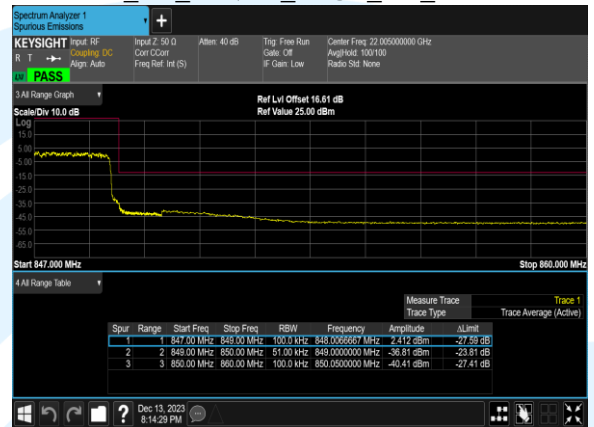 Spectrum Analyzer 1
Spurious Emissions
+
KEYSIGHT Input: RF Input Z: 50 Ω Atten: 40 dB Trig: Free Run Center Freq: 22.005000000 GHz
R T Coupling: DC Corr CCorr Gate: Off Avg|Hold: 100/100
Align: Auto Freq Ref: Int (S) IF Gain: Low Radio Std: None
LV PASS
3 All Range Graph
Ref Lvl Offset 16.61 dB
Scale/Div 10.0 dB Ref Value 25.00 dBm
Log
15.0
5.00
-5.00
-15.0
-25.0
-35.0
-45.0
-55.0
-65.0
Start 847.000 MHz Stop 860.000 MHz
4 All Range Table
Measure Trace Trace 1
Trace Type Trace Average (Active)
Spur Range Start Freq Stop Freq RBW Frequency Amplitude ΔLimit
1 1 847.00 MHz 849.00 MHz 100.0 kHz 848.0066667 MHz 2.412 dBm -27.59 dB
2 2 849.00 MHz 850.00 MHz 51.00 kHz 849.0000000 MHz -36.81 dBm -23.81 dB
3 3 850.00 MHz 860.00 MHz 100.0 kHz 850.0500000 MHz -40.41 dBm -27.41 dB
? Dec 13, 2023
8:14:29 PM